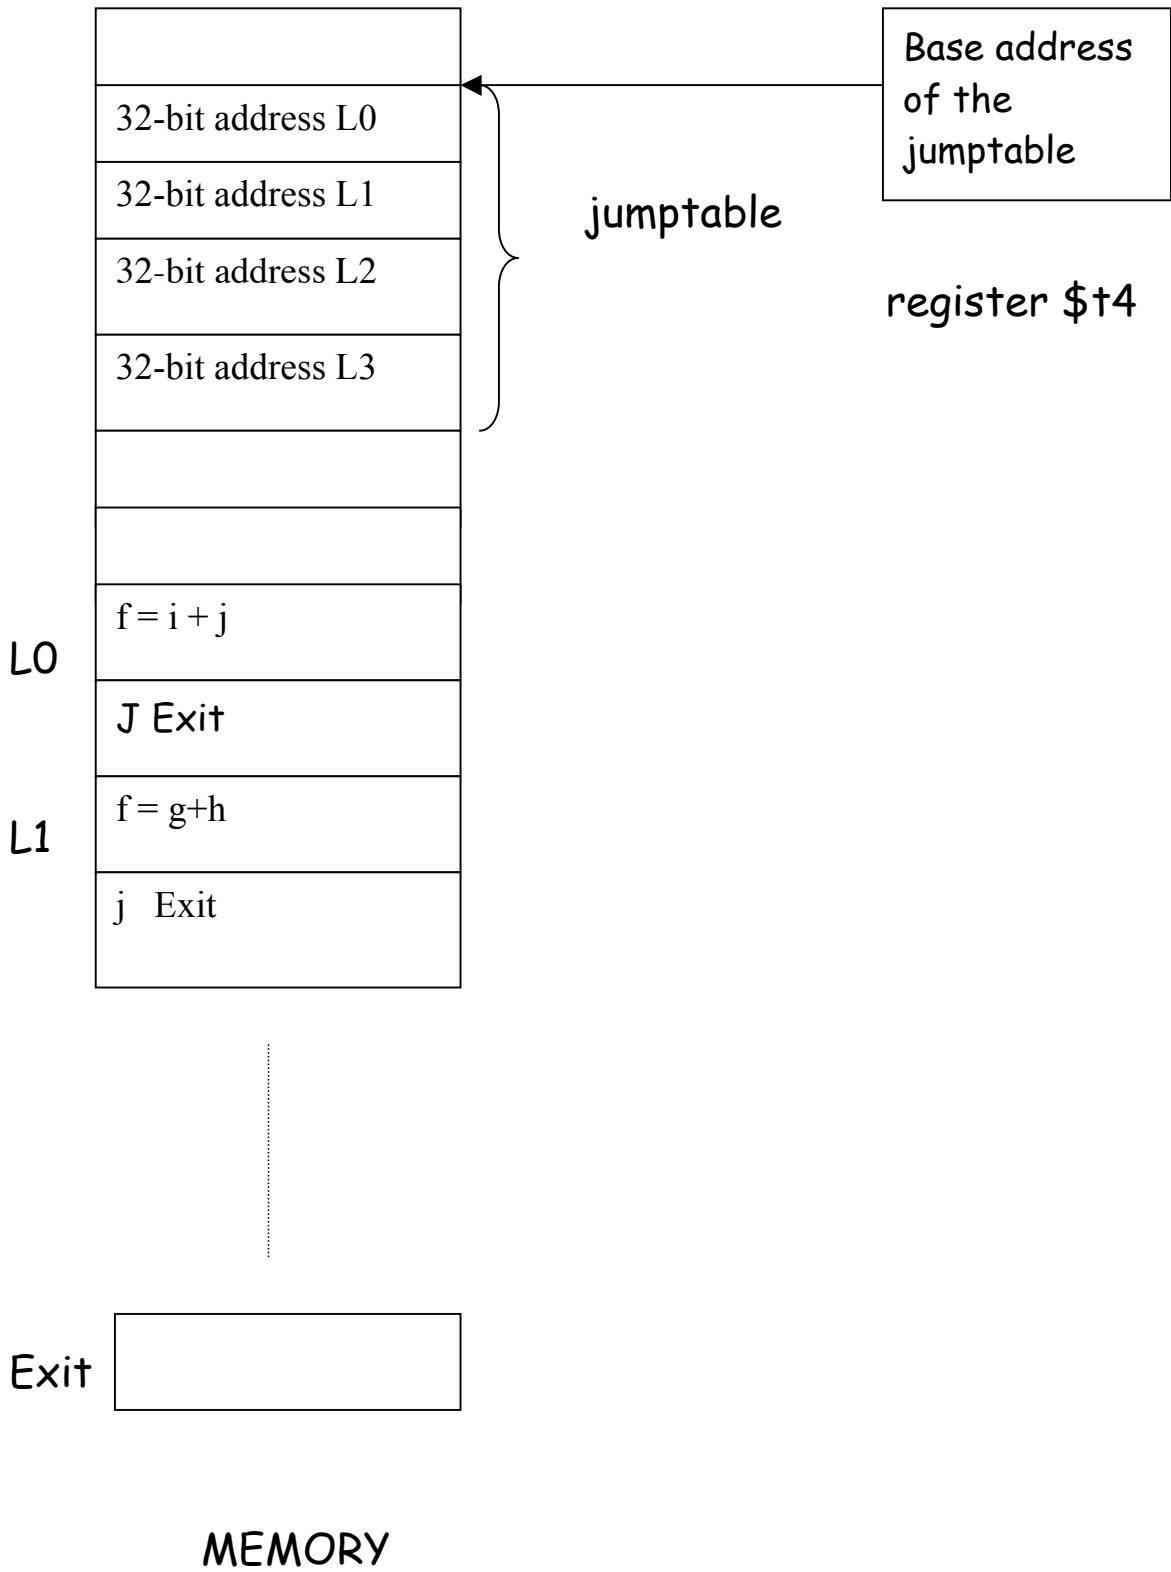 Base address
of the
jumptable
32-bit address L0
32-bit address L1
jumptable
32-bit address L2
register $t4
32-bit address L3
f = i + j
L0
J Exit
f = g+h
L1
j Exit
Exit
MEMORY